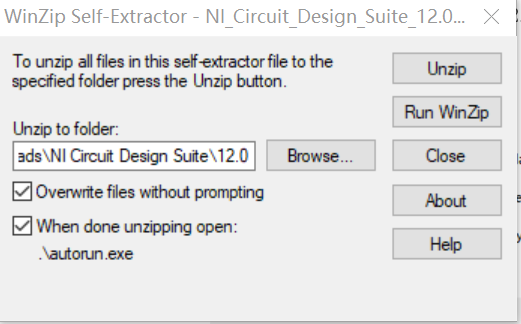 WinZip Self-Extractor - NI_Circuit_Design_Suite_12.0...
To unzip all files in this self-extractor file to the
specified folder press the Unzip button.
Unzip
Run WinZip
Unzip to folder:
ads\NI Circuit Design Suite\12.0
Browse...
Close
Overwrite files without prompting
About
When done unzipping open:
.\autorun.exe
Help